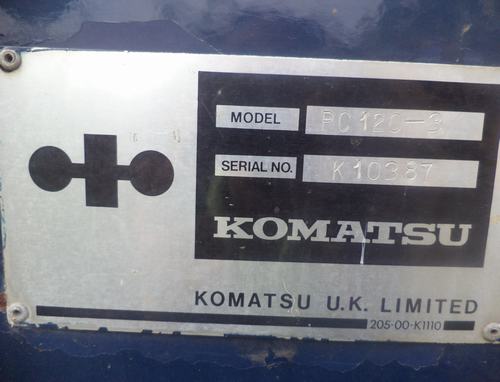 MODEL PC120-3
SERIAL NO. K10387
KOMATSU
KOMATSU U.K. LIMITED
205-00-K1110